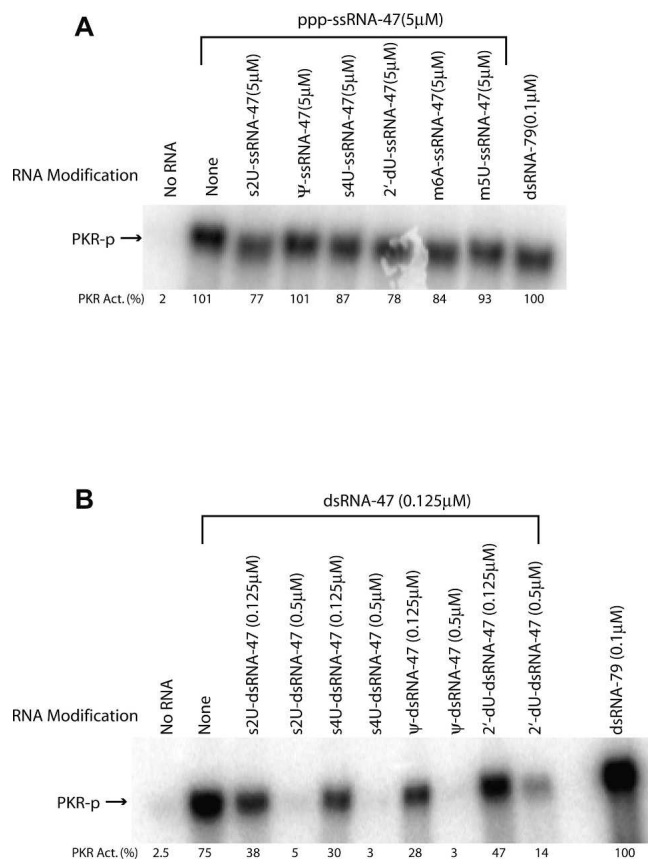 A
ppp-ssRNA-47(5μM)
RNA Modification
No RNA
None
s2U-ssRNA-47(5μM)
Ψ-ssRNA-47(5μM)
s4U-ssRNA-47(5μM)
2'-dU-ssRNA-47(5μM)
m6A-ssRNA-47(5μM)
m5U-ssRNA-47(5μM)
dsRNA-79(0.1μM)
PKR-p →
PKR Act. (%) 2 101 77 101 87 78 84 93 100
B
dsRNA-47 (0.125μM)
RNA Modification
No RNA
None
s2U-dsRNA-47 (0.125μM)
s2U-dsRNA-47 (0.5μM)
s4U-dsRNA-47 (0.125μM)
s4U-dsRNA-47 (0.5μM)
ψ-dsRNA-47 (0.125μM)
ψ-dsRNA-47 (0.5μM)
2'-dU-dsRNA-47 (0.125μM)
2'-dU-dsRNA-47 (0.5μM)
dsRNA-79 (0.1μM)
PKR-p →
PKR Act. (%) 2.5 75 38 5 30 3 28 3 47 14 100